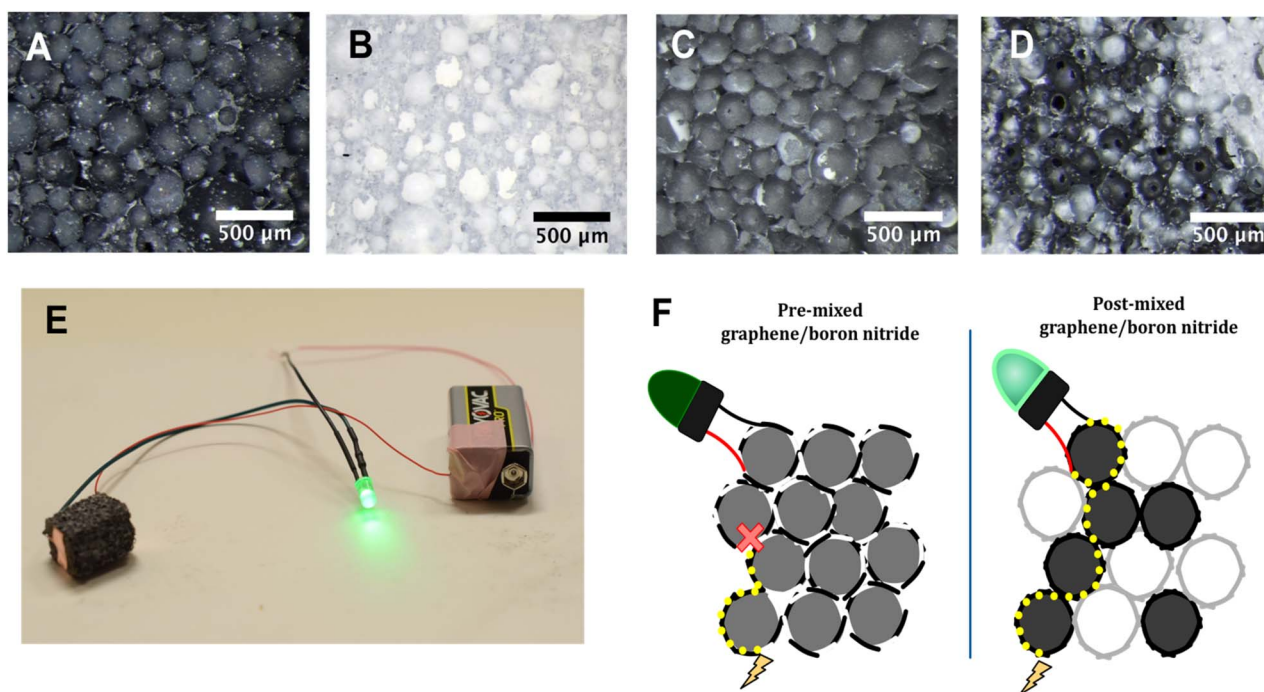 A
500 µm
B
500 µm
C
500 µm
D
500 µm
E
F
Pre-mixed
graphene/boron nitride
Post-mixed
graphene/boron nitride